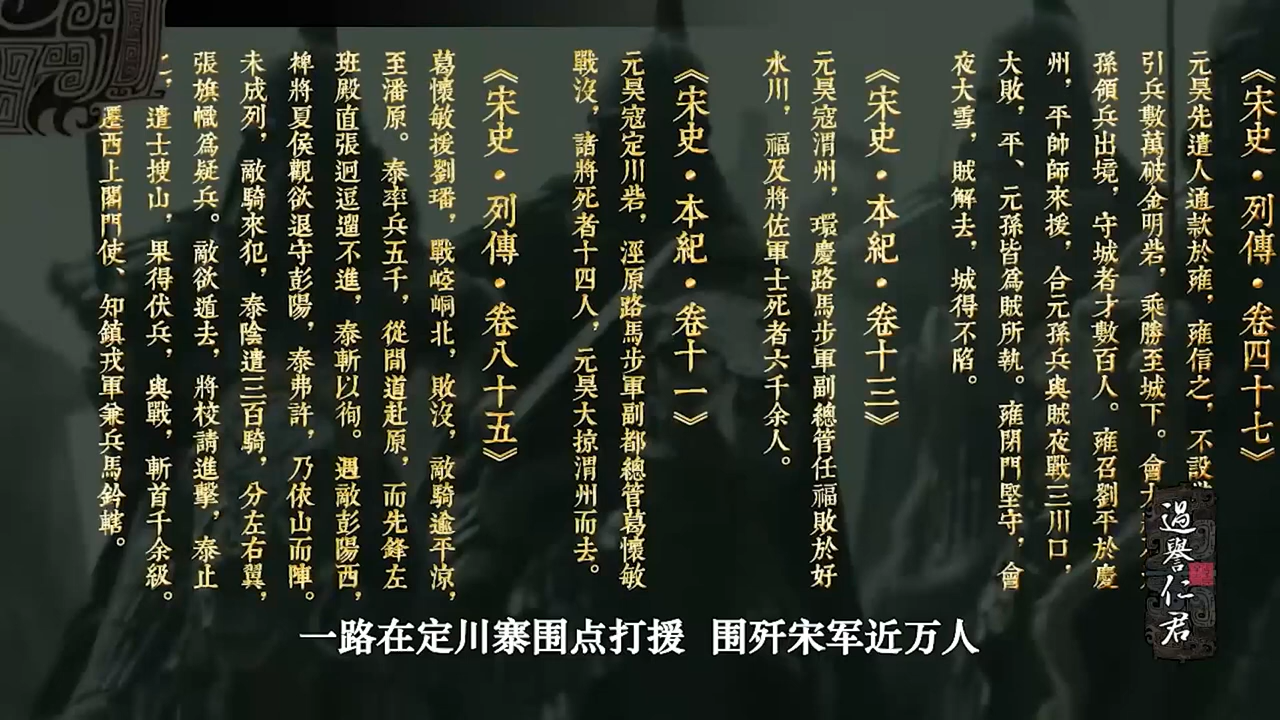 《宋史·列傳·卷四十七》
元昊先遣人通款於雍，雍信之，不設
引兵數萬破金明砦，乘勝至城下。會
孫領兵出境，守城者才數百人。雍召劉平於慶
州，平帥師來援，合元孫兵與賊夜戰三川口，
大敗，平、元孫皆爲賊所執。雍閉門堅守，會
夜大雪，賊解去，城得不陷。
《宋史·本紀·卷十三》
元昊寇渭州，環慶路馬步軍副總管任福敗於好
水川，福及將佐軍士死者六千余人。
《宋史·本紀·卷十一》
元昊寇定川砦，涇原路馬步軍副都總管葛懷敏
戰沒，諸將死者十四人，元昊大掠渭州而去。
《宋史·列傳·卷八十五》
葛懷敏援劉璠，戰崆峒北，敗沒，敵騎逾平涼，
至潘原。泰率兵五千，從間道赴原，而先鋒左
班殿直張迥逗遛不進，泰斬以徇。遇敵彭陽西，
裨將夏侯觀欲退守彭陽，泰弗許，乃依山而陣。
未成列，敵騎來犯，泰陰遣三百騎，分左右翼，
張旗幟爲疑兵。敵欲遁去，將校請進擊，泰止
，遣士搜山，果得伏兵，與戰，斬首千余級。
遷西上閣門使、知鎮戎軍兼兵馬鈐轄。
過譽仁君
一路在定川寨围点打援 围歼宋军近万人